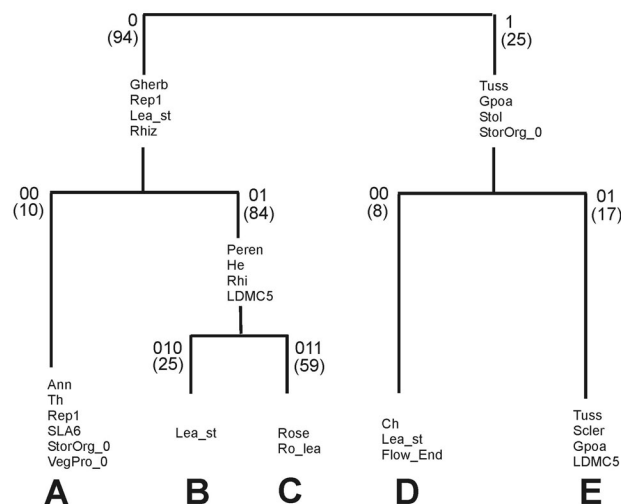 0
(94)
1
(25)
Gherb
Rep1
Lea_st
Rhiz
Tuss
Gpoa
Stol
StorOrg_0
00
(10)
01
(84)
00
(8)
01
(17)
Peren
He
Rhi
LDMC5
010
(25)
011
(59)
Ann
Th
Rep1
SLA6
StorOrg_0
VegPro_0
Lea_st
Rose
Ro_lea
Ch
Lea_st
Flow_End
Tuss
Scler
Gpoa
LDMC5
A
B
C
D
E